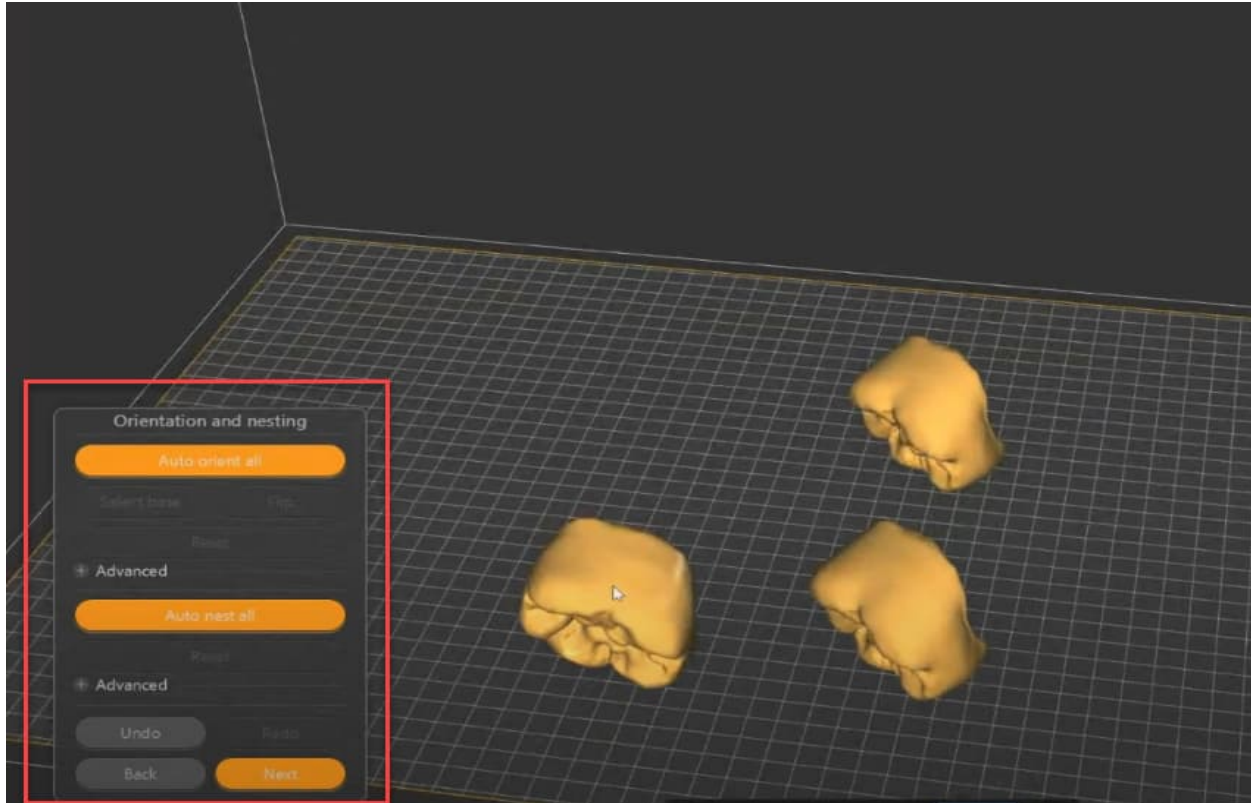 Orientation and nesting
Auto orient all
Select base Flip
Reset
Advanced
Auto nest all
Reset
Advanced
Undo Redo
Back Next